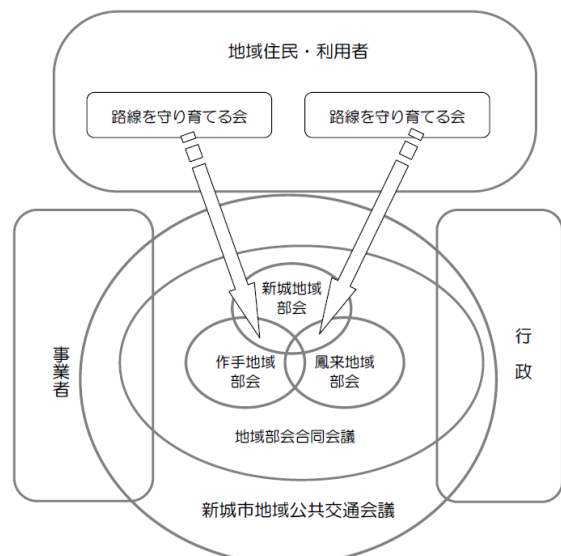 地域住民・利用者
路線を守り育てる会
路線を守り育てる会
新城地域
部会
作手地域
部会
鳳来地域
部会
地域部会合同会議
事業者
行政
新城市地域公共交通会議